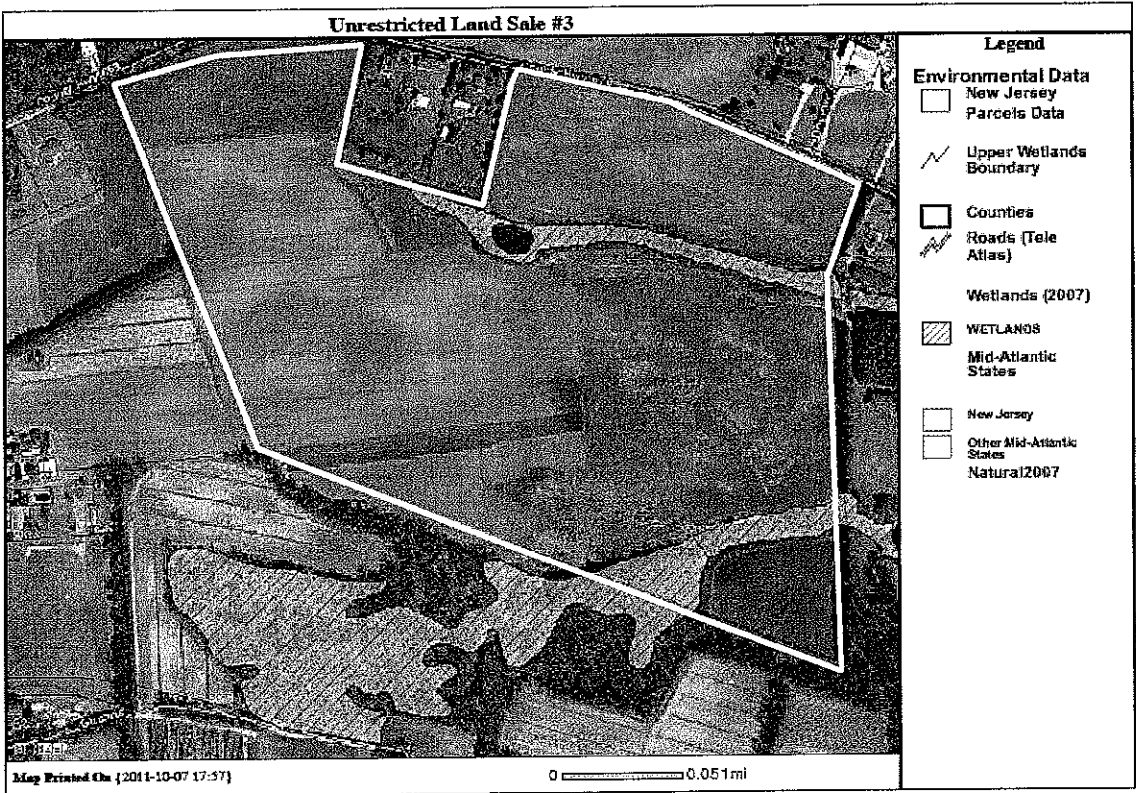 Unrestricted Land Sale #3
Legend
Environmental Data
New Jersey
Parcels Data
Upper Wetlands
Boundary
Counties
Roads (Tele
Atlas)
Wetlands (2007)
WETLANDS
Mid-Atlantic
States
New Jersey
Other Mid-Atlantic
States
Natural2007
Map Printed On {2011-10-07 17:57}
0
0.051mi